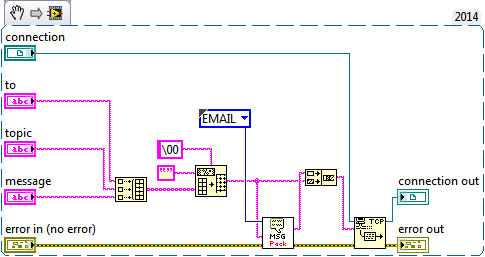 2014
connection
to
abc
topic
abc
message
abc
error in (no error)
EMAIL
\00
""
MSG
Pack
TCP
connection out
error out